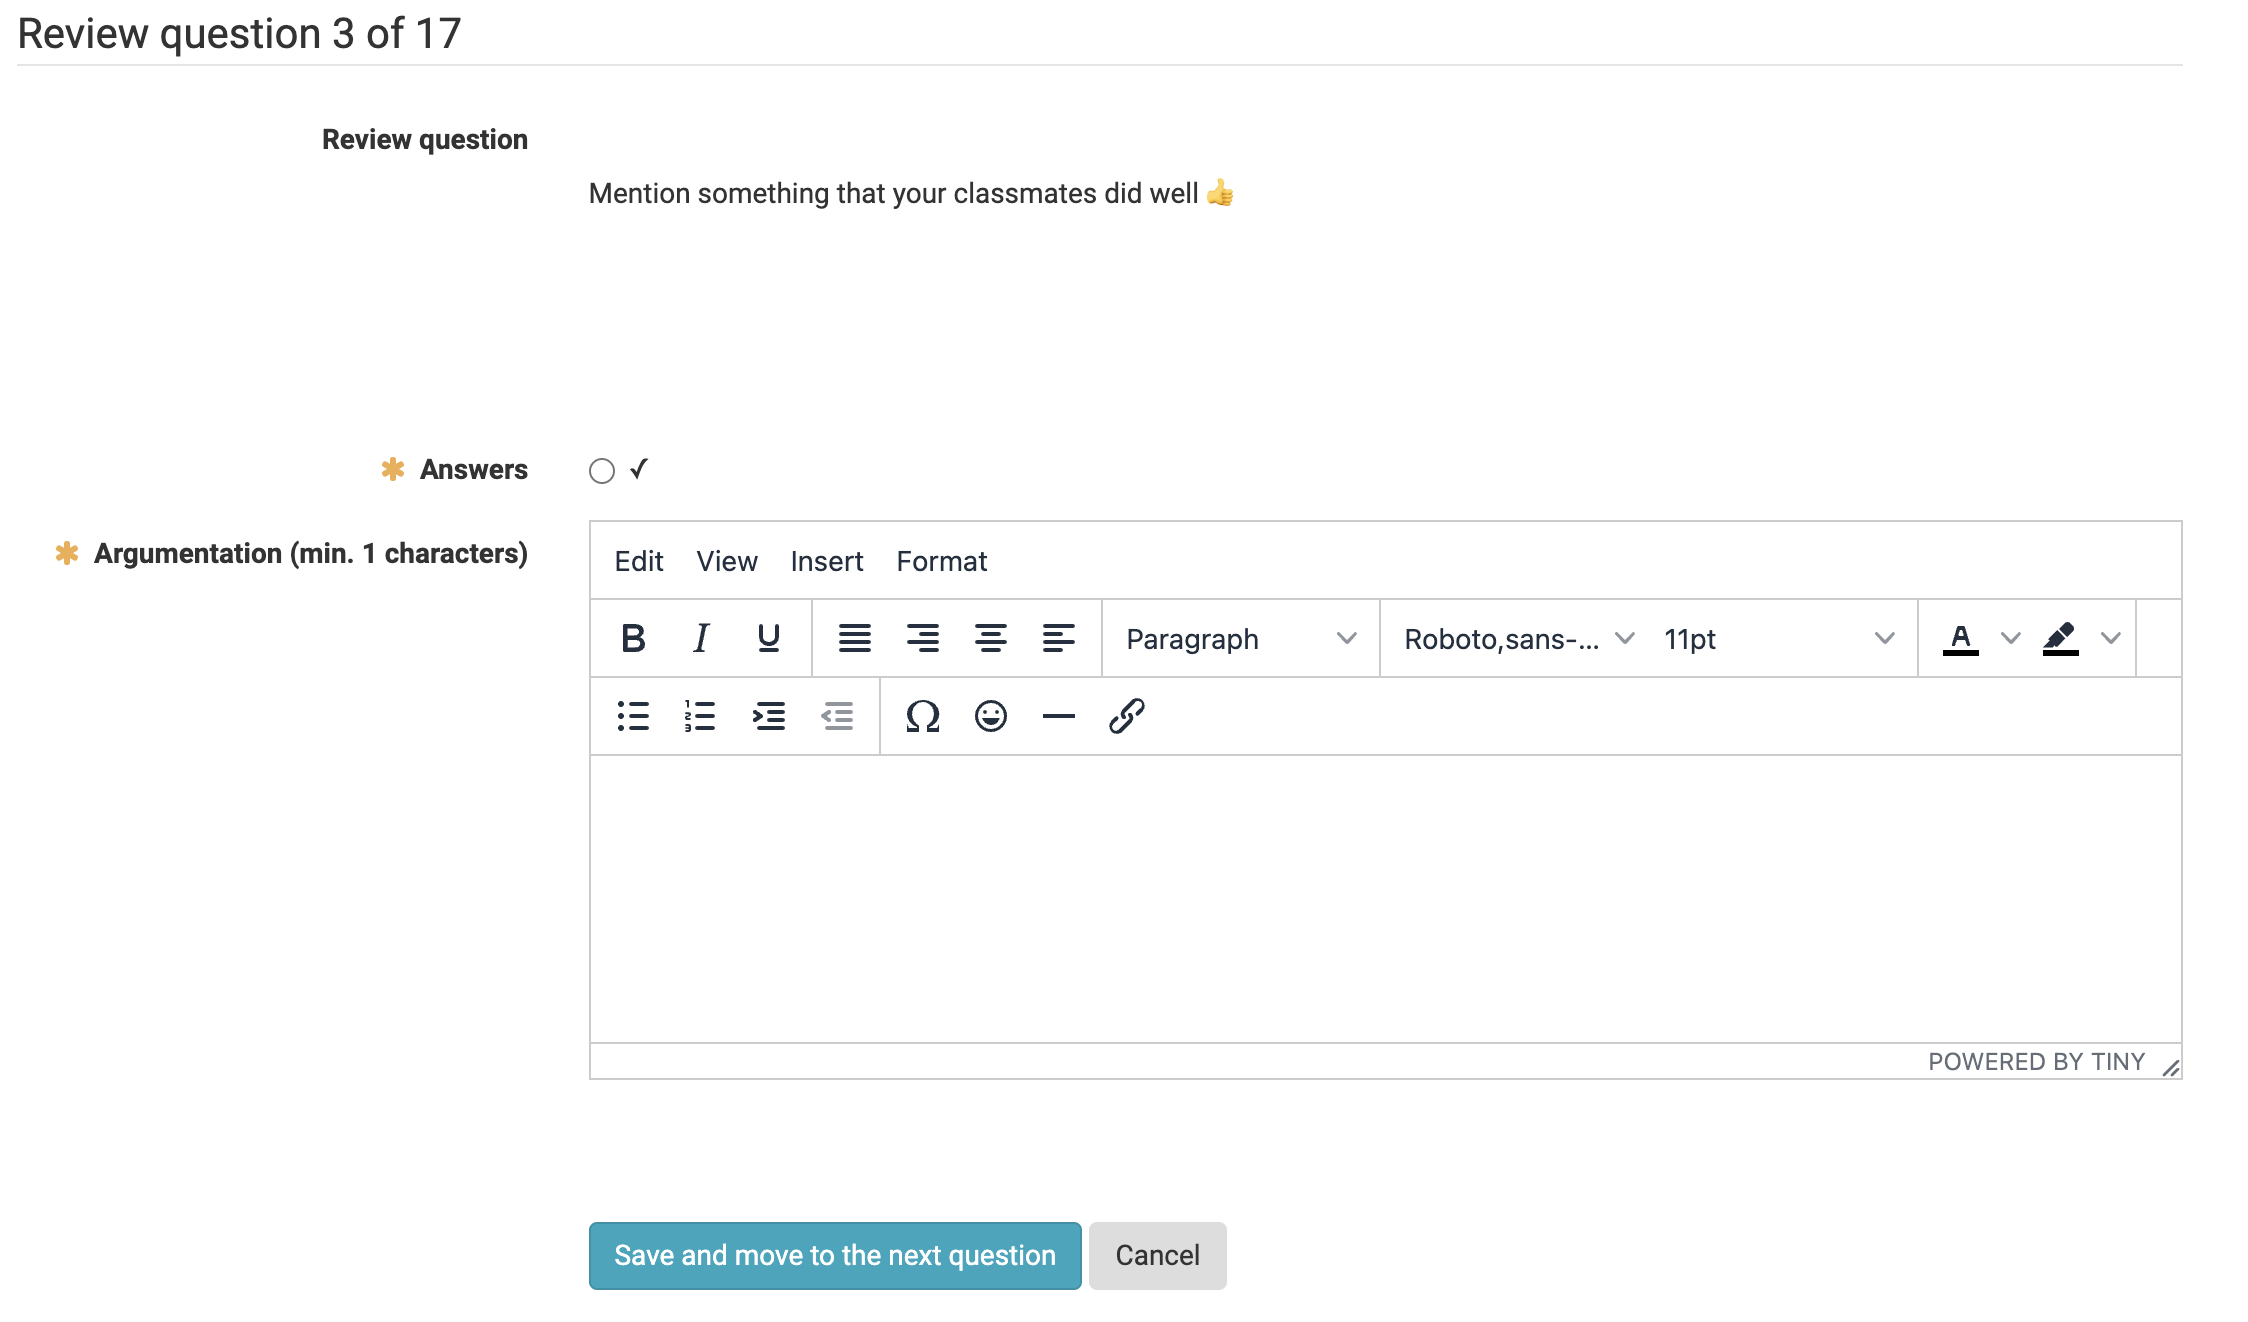 Review question 3 of 17
Review question
Mention something that your classmates did well 👍
Answers ✓
Argumentation (min. 1 characters)
Edit View Insert Format
B I U Paragraph Roboto,sans-... 11pt A
Ω
POWERED BY TINY
Save and move to the next question Cancel